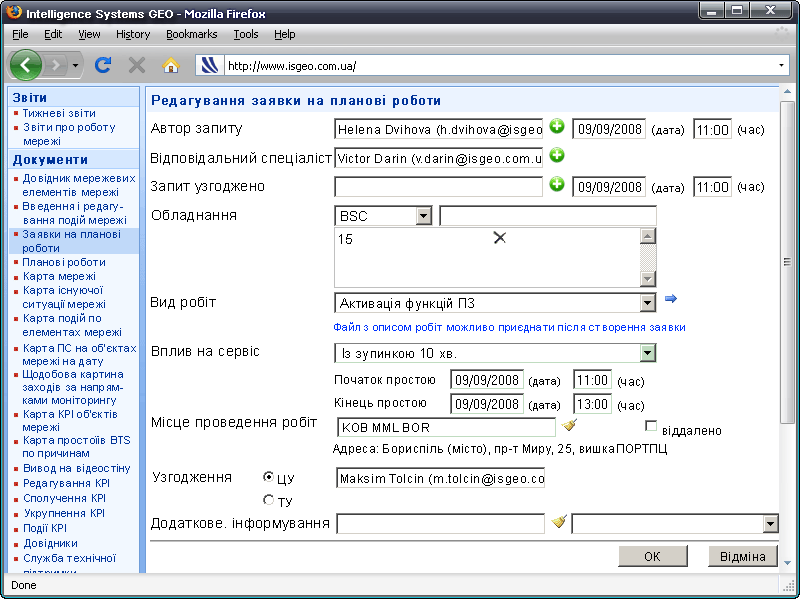 Intelligence Systems GEO - Mozilla Firefox
File Edit View History Bookmarks Tools Help
http://www.isgeo.com.ua/
Звіти
Тижневі звіти
Звіти про роботу
мережі
Документи
Довідник мережевих
елементів мережі
Введення і редагу-
вання подій мережі
Заявки на планові
роботи
Планові роботи
Карта мережі
Карта існуючої
ситуації мережі
Карта подій по
елементах мережі
Карта ПС на об'єктах
мережі на дату
Щодобова картина
заходів за напрям-
ками моніторингу
Карта KPI об'єктів
мережі
Карта простоїів BTS
по причинам
Вивод на відеостіну
Редагування KPI
Сполучення KPI
Укрупнення KPI
Події KPI
Довідники
Служба технічної
підтримки
Редагування заявки на планові роботи
Автор запиту Helena Dvihova (h.dvihova@isgeo 09/09/2008 (дата) 11:00 (час)
Відповідальний спеціаліст Victor Darin (v.darin@isgeo.com.u
Запит узгоджено 09/09/2008 (дата) 11:00 (час)
Обладнання BSC
15
Вид робіт Активація функцій ПЗ
Файл з описом робіт можливо приєднати після створення заявки
Вплив на сервіс Із зупинкою 10 хв.
Початок простою 09/09/2008 (дата) 11:00 (час)
Кінець простою 09/09/2008 (дата) 13:00 (час)
Місце проведення робіт KOB MML BOR віддалено
Адреса: Бориспіль (місто), пр-т Миру, 25, вишкаПОРТПЦ
Узгодження ЦУ Maksim Tolcin (m.tolcin@isgeo.co
ТУ
Додаткове. інформування
OK Відміна
Done